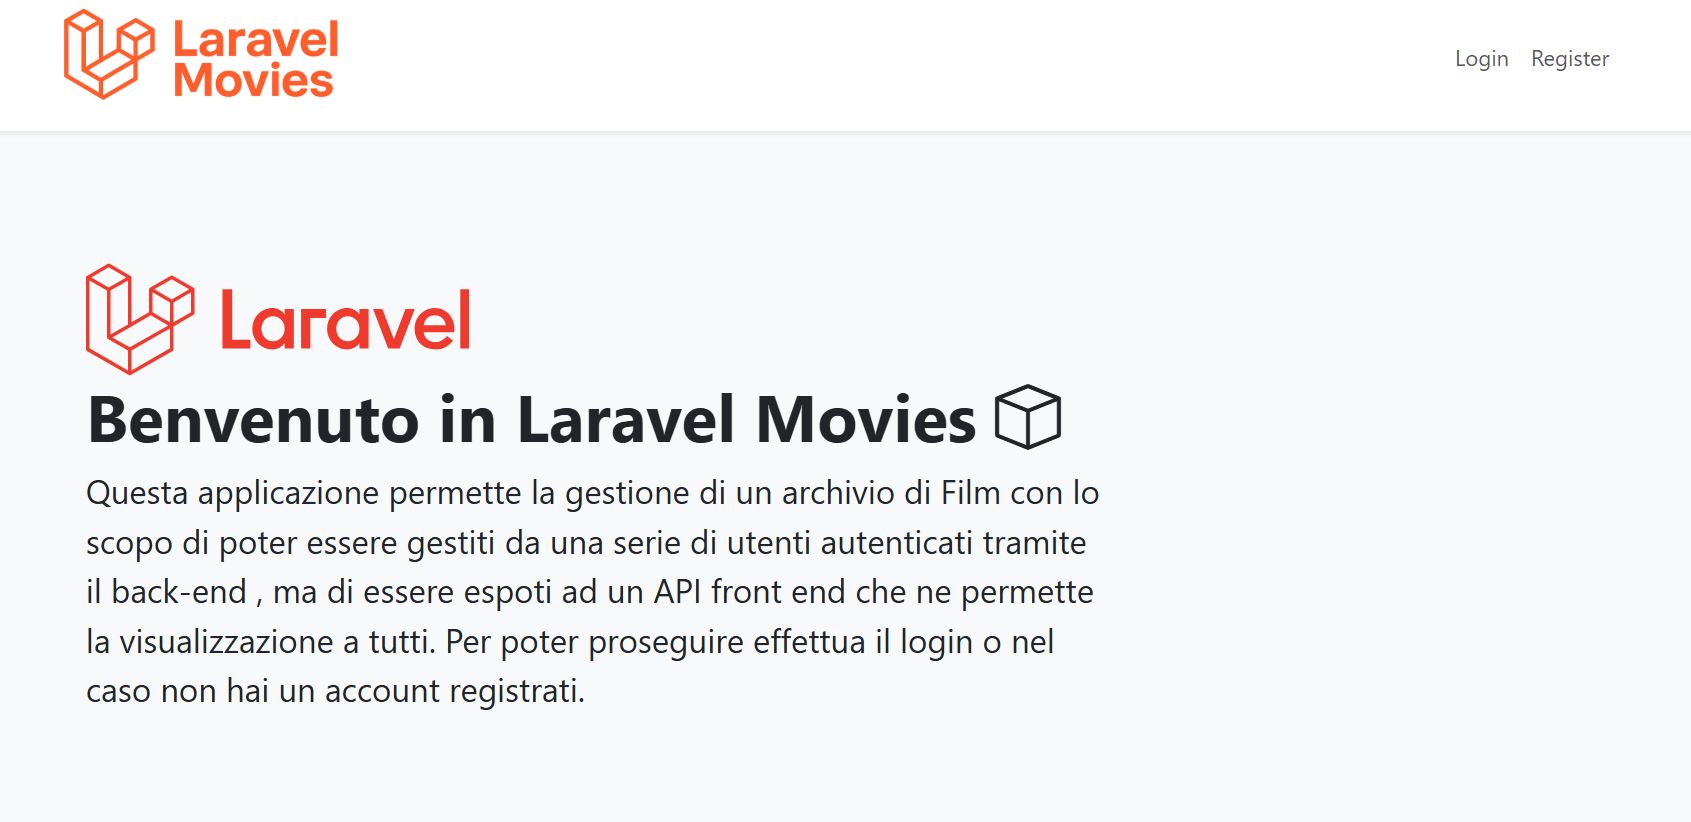 Laravel
Movies
Login Register
Laravel
Benvenuto in Laravel Movies
Questa applicazione permette la gestione di un archivio di Film con lo
scopo di poter essere gestiti da una serie di utenti autenticati tramite
il back-end , ma di essere espoti ad un API front end che ne permette
la visualizzazione a tutti. Per poter proseguire effettua il login o nel
caso non hai un account registrati.